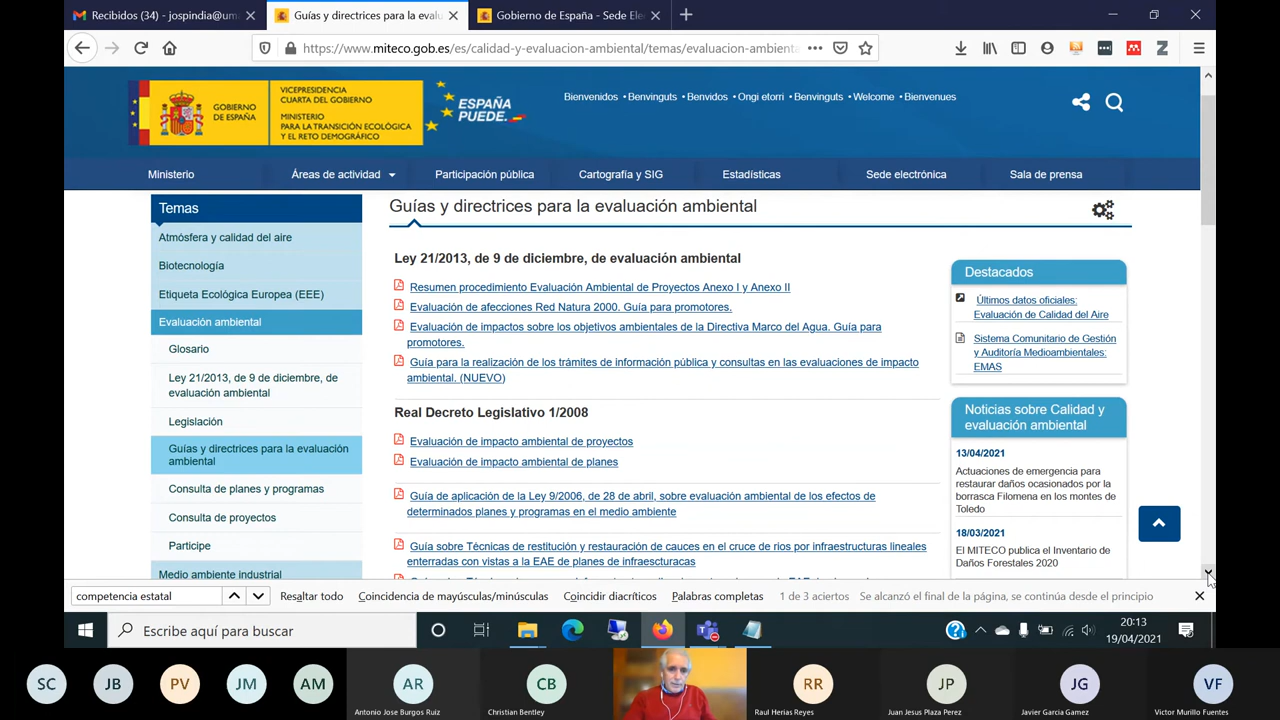 Recibidos (34) - jospindia@uma
Guías y directrices para la evalu
Gobierno de España - Sede Ele
https://www.miteco.gob.es/es/calidad-y-evaluacion-ambiental/temas/evaluacion-ambienta
GOBIERNO DE ESPAÑA
VICEPRESIDENCIA
CUARTA DEL GOBIERNO
MINISTERIO
PARA LA TRANSICIÓN ECOLÓGICA
Y EL RETO DEMOGRÁFICO
ESPAÑA
PUEDE.
Bienvenidos • Benvinguts • Benvidos • Ongi etorri • Benvinguts • Welcome • Bienvenues
Ministerio
Áreas de actividad
Participación pública
Cartografía y SIG
Estadísticas
Sede electrónica
Sala de prensa
Temas
Atmósfera y calidad del aire
Biotecnología
Etiqueta Ecológica Europea (EEE)
Evaluación ambiental
Glosario
Ley 21/2013, de 9 de diciembre, de
evaluación ambiental
Legislación
Guías y directrices para la evaluación
ambiental
Consulta de planes y programas
Consulta de proyectos
Participe
Medio ambiente industrial
Guías y directrices para la evaluación ambiental
Ley 21/2013, de 9 de diciembre, de evaluación ambiental
Resumen procedimiento Evaluación Ambiental de Proyectos Anexo I y Anexo II
Evaluación de afecciones Red Natura 2000. Guía para promotores.
Evaluación de impactos sobre los objetivos ambientales de la Directiva Marco del Agua. Guía para
promotores.
Guía para la realización de los trámites de información pública y consultas en las evaluaciones de impacto
ambiental. (NUEVO)
Real Decreto Legislativo 1/2008
Evaluación de impacto ambiental de proyectos
Evaluación de impacto ambiental de planes
Guía de aplicación de la Ley 9/2006, de 28 de abril, sobre evaluación ambiental de los efectos de
determinados planes y programas en el medio ambiente
Guía sobre Técnicas de restitución y restauración de cauces en el cruce de rios por infraestructuras lineales
enterradas con vistas a la EAE de planes de infraescturacas
Destacados
Últimos datos oficiales:
Evaluación de Calidad del Aire
Sistema Comunitario de Gestión
y Auditoría Medioambientales:
EMAS
Noticias sobre Calidad y
evaluación ambiental
13/04/2021
Actuaciones de emergencia para
restaurar daños ocasionados por la
borrasca Filomena en los montes de
Toledo
18/03/2021
El MITECO publica el Inventario de
Daños Forestales 2020
competencia estatal
Resaltar todo
Coincidencia de mayúsculas/minúsculas
Coincidir diacríticos
Palabras completas
1 de 3 aciertos
Se alcanzó el final de la página, se continúa desde el principio
Escribe aquí para buscar
20:13
19/04/2021
SC
JB
PV
JM
AM
AR
Antonio Jose Burgos Ruiz
CB
Christian Bentley
RR
Raul Herias Reyes
JP
Juan Jesus Plaza Perez
JG
Javier Garcia Gamez
VF
Victor Murillo Fuentes